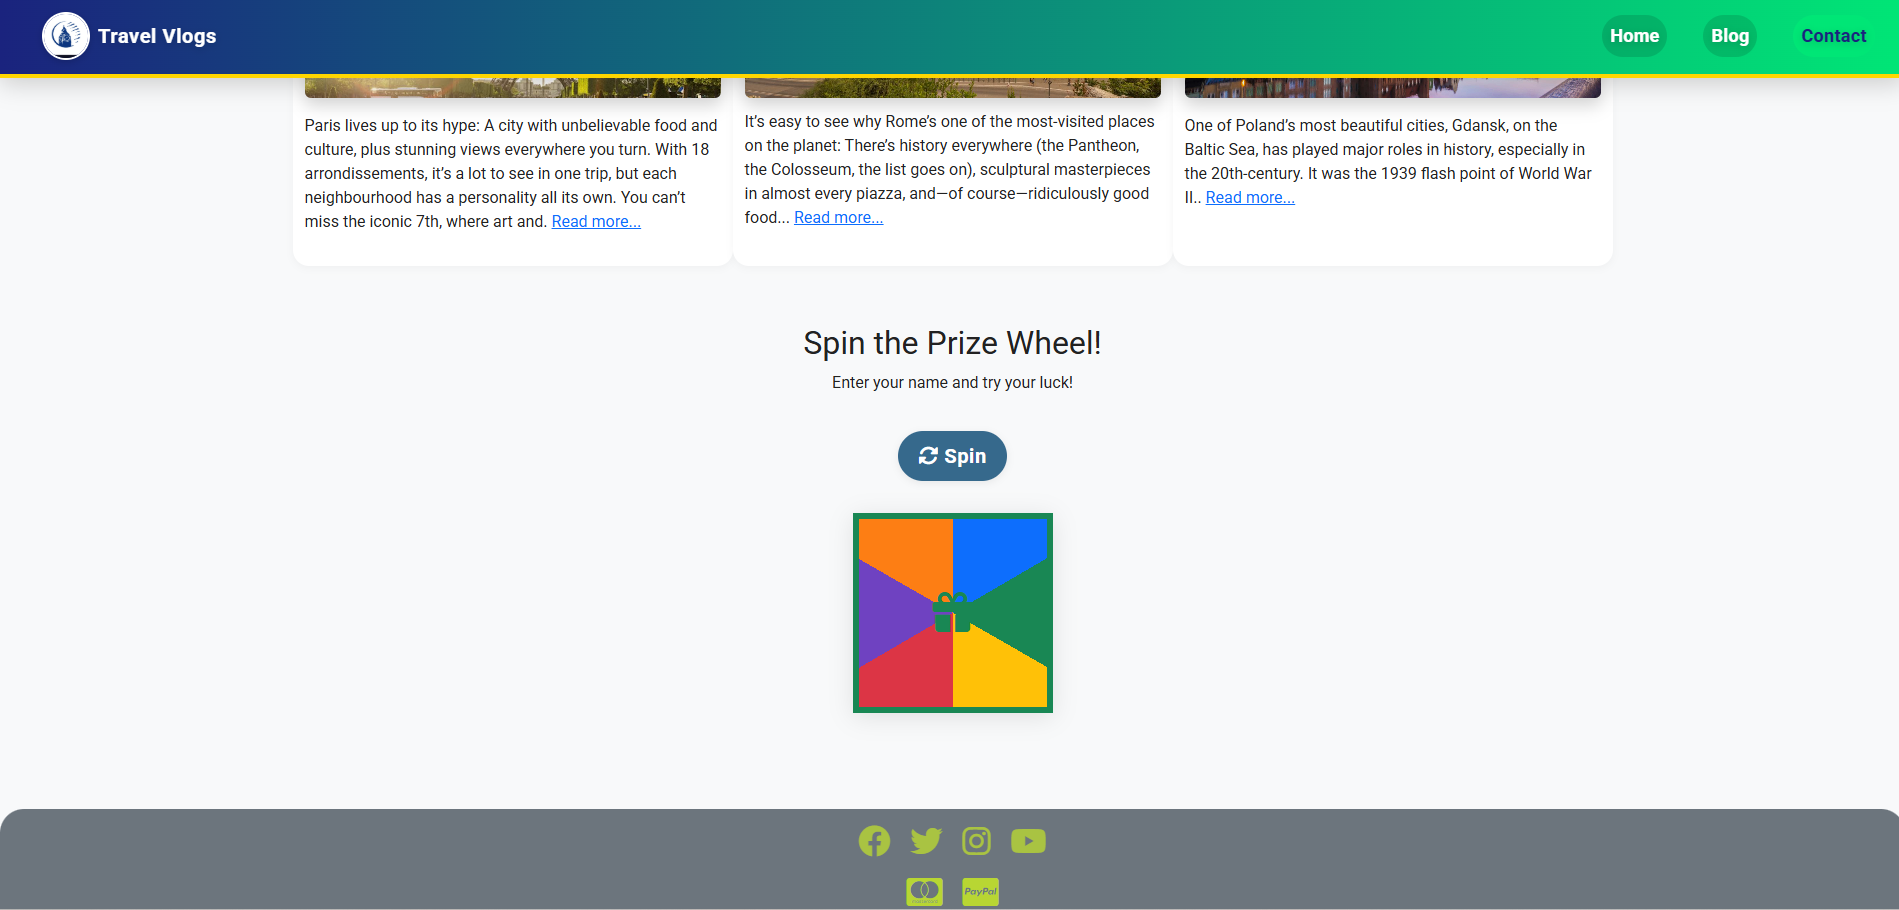 Travel Vlogs
Home
Blog
Contact
Paris lives up to its hype: A city with unbelievable food and
culture, plus stunning views everywhere you turn. With 18
arrondissements, it’s a lot to see in one trip, but each
neighbourhood has a personality all its own. You can’t
miss the iconic 7th, where art and. Read more...
It’s easy to see why Rome’s one of the most-visited places
on the planet: There’s history everywhere (the Pantheon,
the Colosseum, the list goes on), sculptural masterpieces
in almost every piazza, and—of course—ridiculously good
food... Read more...
One of Poland’s most beautiful cities, Gdansk, on the
Baltic Sea, has played major roles in history, especially in
the 20th-century. It was the 1939 flash point of World War
II.. Read more...
Spin the Prize Wheel!
Enter your name and try your luck!
Spin
PayPal